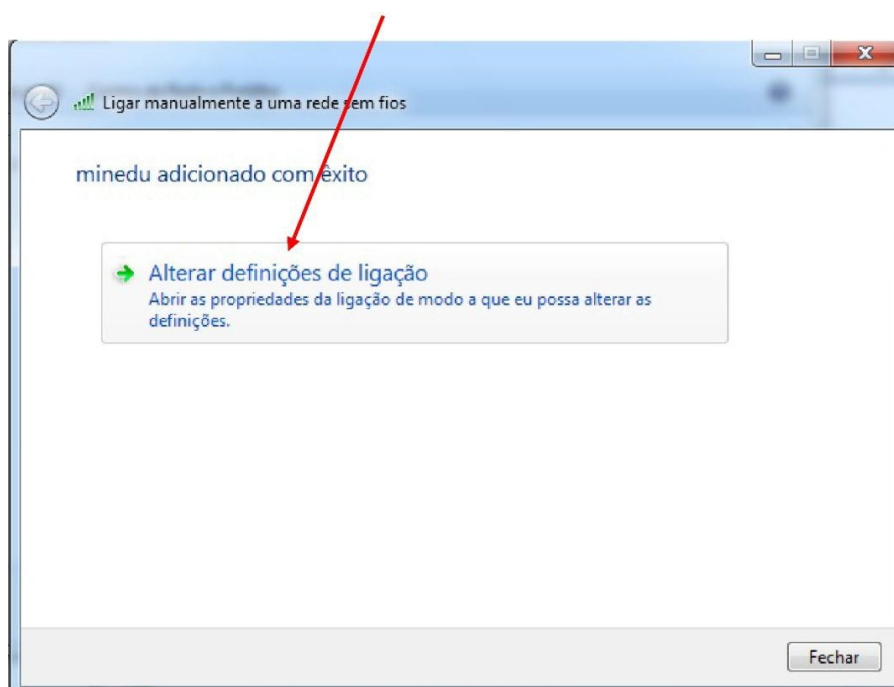 Ligar manualmente a uma rede sem fios
minedu adicionado com êxito
Alterar definições de ligação
Abrir as propriedades da ligação de modo a que eu possa alterar as
definições.
Fechar